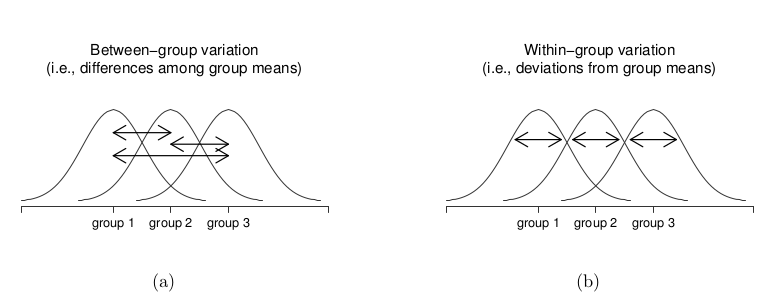 Between–group variation
(i.e., differences among group means)
group 1 group 2 group 3
(a)
Within–group variation
(i.e., deviations from group means)
group 1 group 2 group 3
(b)